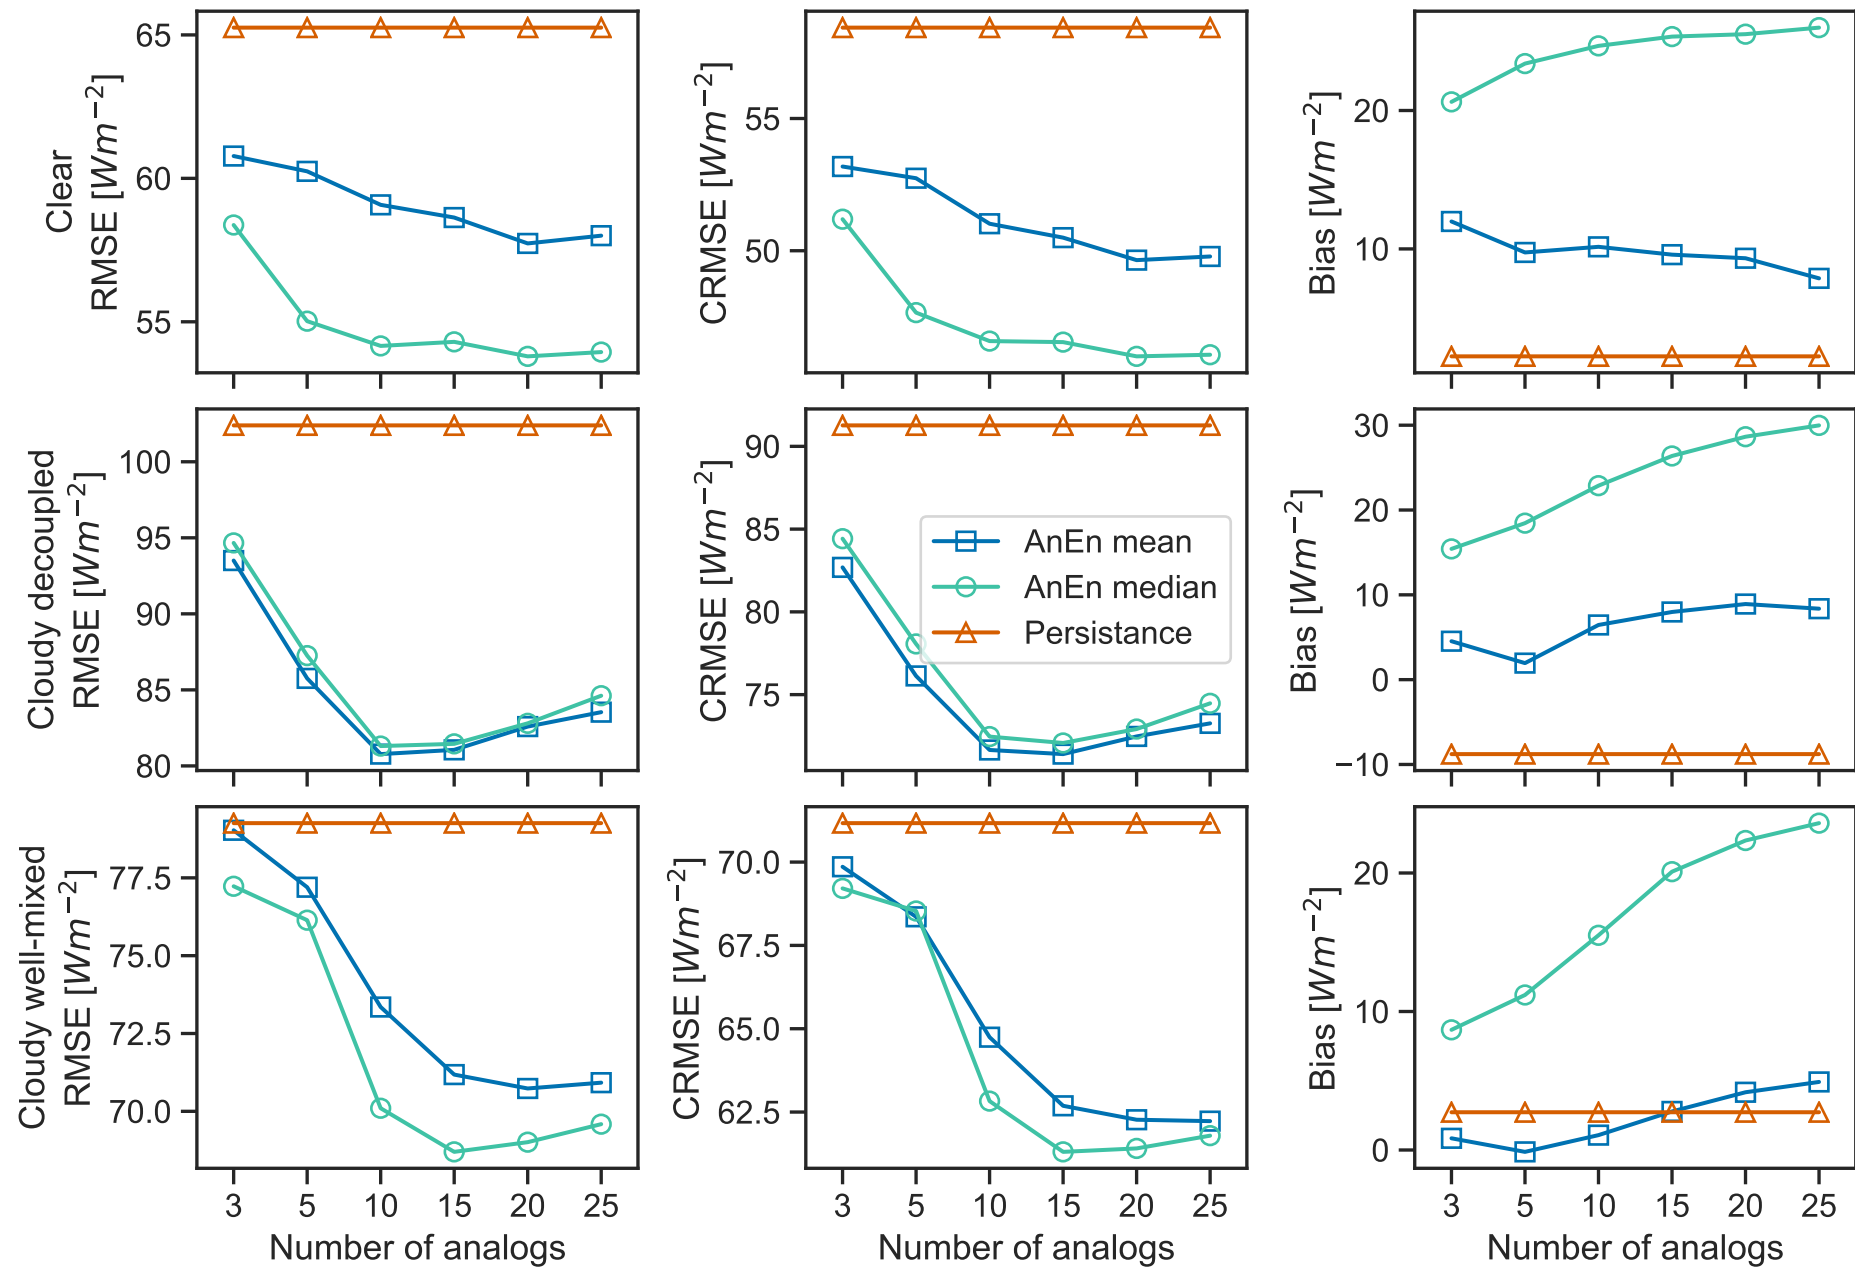 Clear
RMSE [Wm⁻²]
65
60
55
CRMSE [Wm⁻²]
55
50
Bias [Wm⁻²]
20
10
Cloudy decoupled
RMSE [Wm⁻²]
100
95
90
85
80
CRMSE [Wm⁻²]
90
85
80
75
AnEn mean
AnEn median
Persistance
Bias [Wm⁻²]
30
20
10
0
−10
Cloudy well-mixed
RMSE [Wm⁻²]
77.5
75.0
72.5
70.0
3 5 10 15 20 25
Number of analogs
CRMSE [Wm⁻²]
70.0
67.5
65.0
62.5
3 5 10 15 20 25
Number of analogs
Bias [Wm⁻²]
20
10
0
3 5 10 15 20 25
Number of analogs